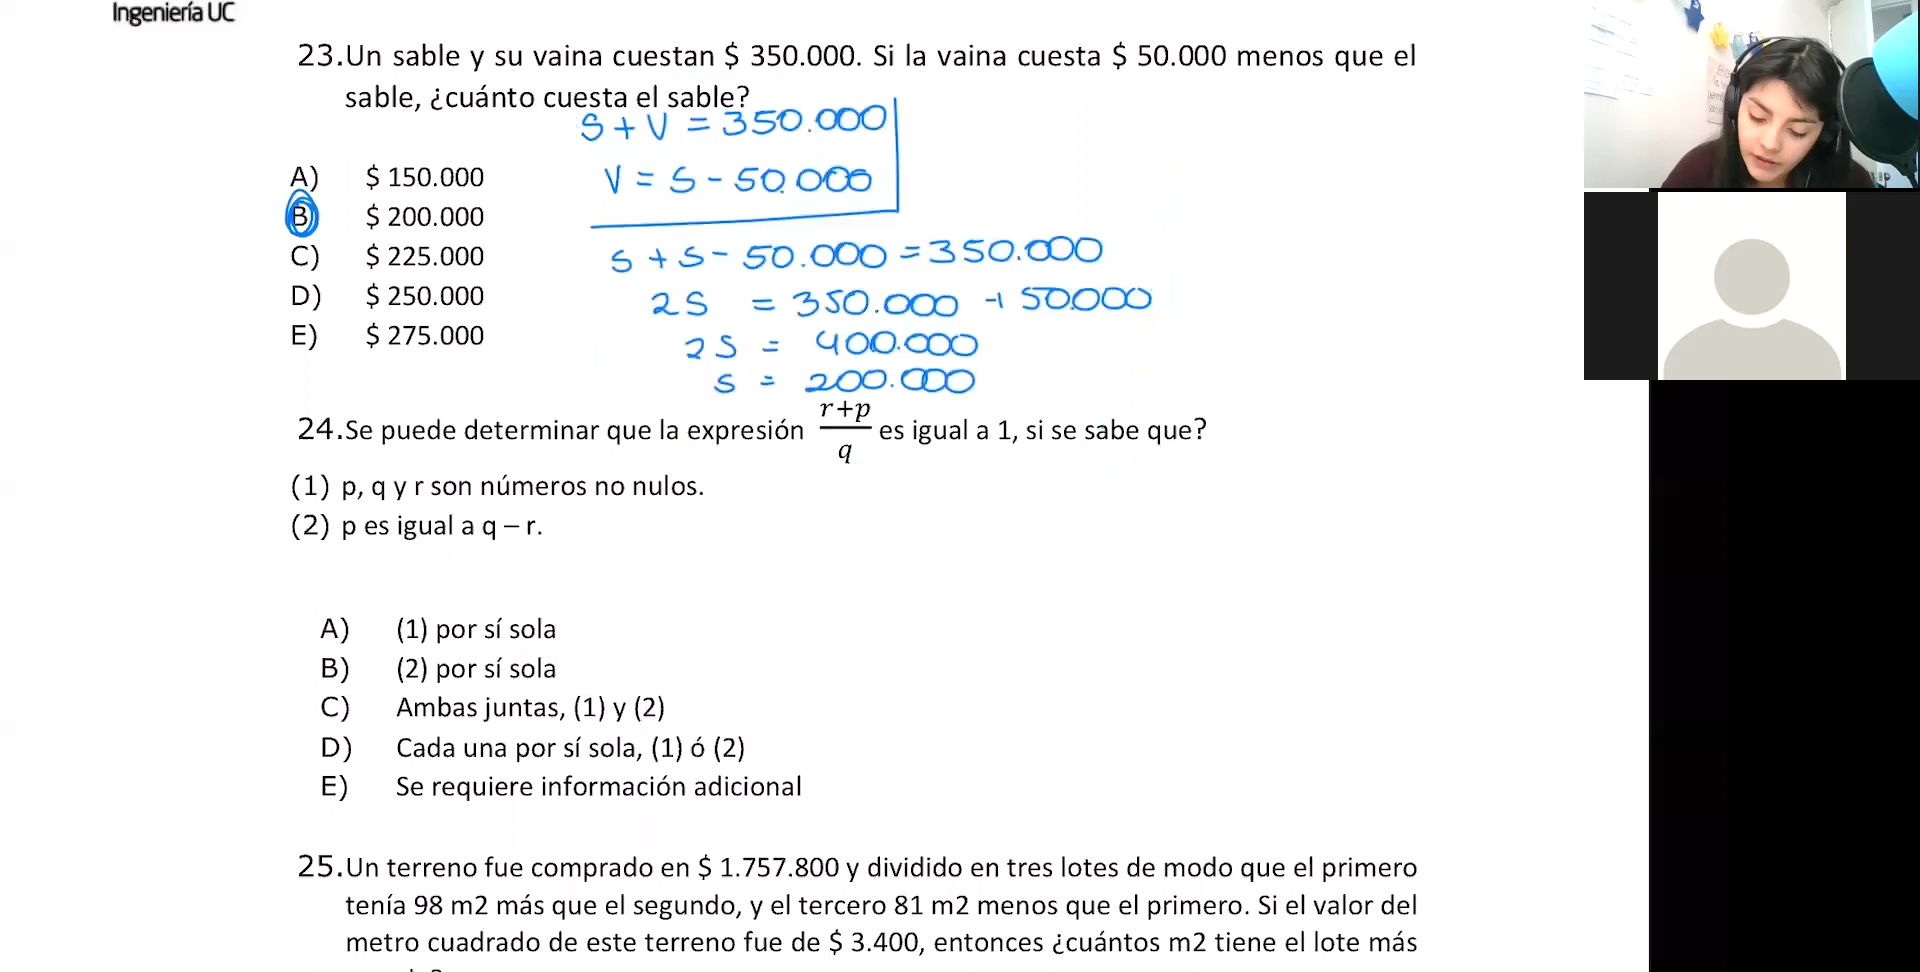 Ingeniería UC
23.Un sable y su vaina cuestan $ 350.000. Si la vaina cuesta $ 50.000 menos que el
sable, ¿cuánto cuesta el sable?
S + V = 350.000
V = S - 50.000
A) $ 150.000
B) $ 200.000
C) $ 225.000
D) $ 250.000
E) $ 275.000
S + S - 50.000 = 350.000
2S = 350.000 + 50.000
2S = 400.000
S = 200.000
24.Se puede determinar que la expresión (r+p)/q es igual a 1, si se sabe que?
(1) p, q y r son números no nulos.
(2) p es igual a q – r.
A) (1) por sí sola
B) (2) por sí sola
C) Ambas juntas, (1) y (2)
D) Cada una por sí sola, (1) ó (2)
E) Se requiere información adicional
25.Un terreno fue comprado en $ 1.757.800 y dividido en tres lotes de modo que el primero
tenía 98 m2 más que el segundo, y el tercero 81 m2 menos que el primero. Si el valor del
metro cuadrado de este terreno fue de $ 3.400, entonces ¿cuántos m2 tiene el lote más